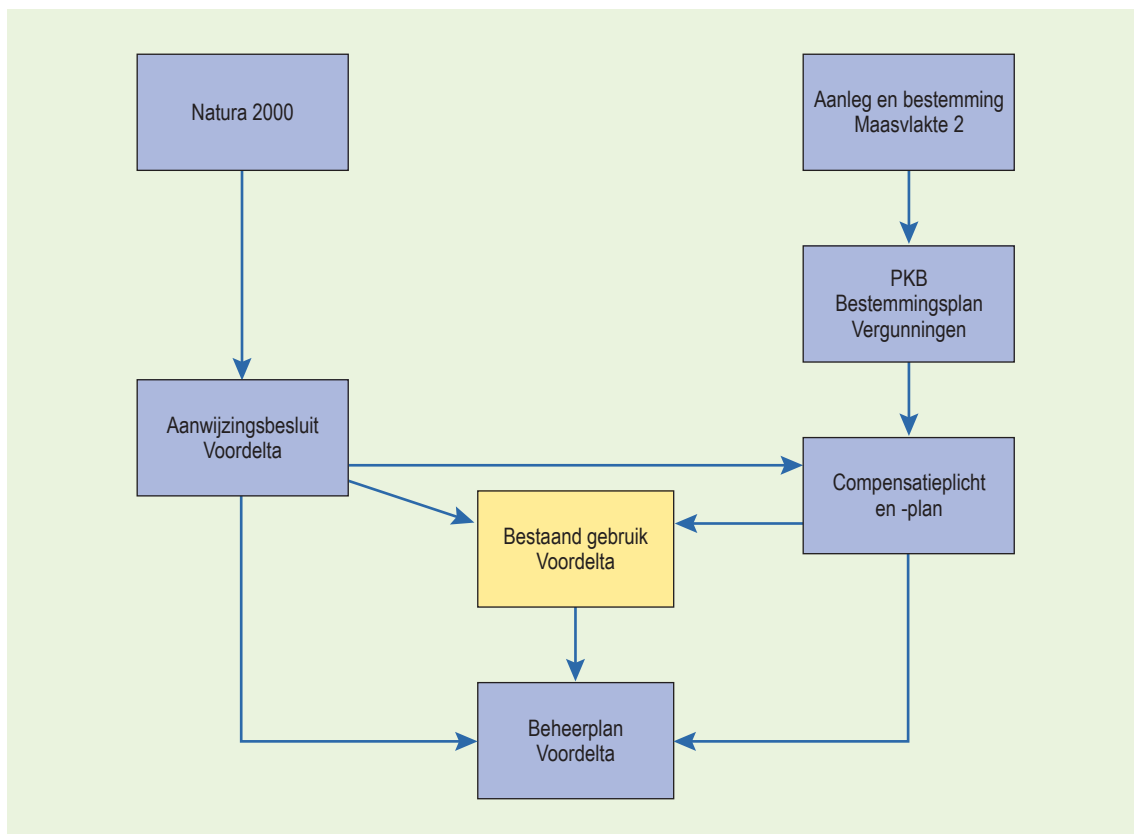 Natura 2000
Aanleg en bestemming
Maasvlakte 2
PKB
Bestemmingsplan
Vergunningen
Aanwijzingsbesluit
Voordelta
Compensatieplicht
en -plan
Bestaand gebruik
Voordelta
Beheerplan
Voordelta